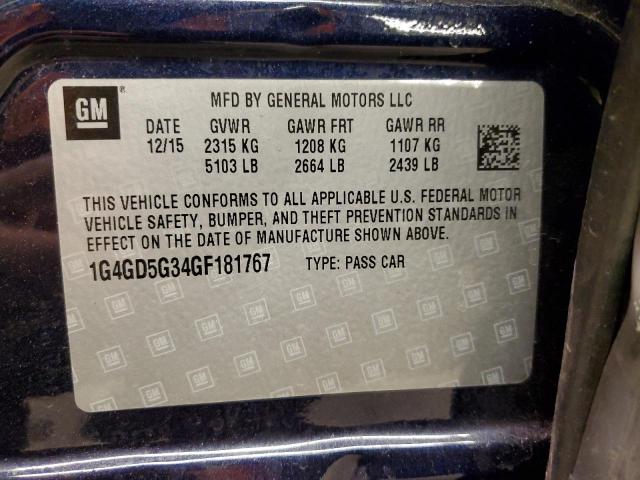 GM ® MFD BY GENERAL MOTORS LLC
DATE GVWR GAWR FRT GAWR RR
12/15 2315 KG 1208 KG 1107 KG
5103 LB 2664 LB 2439 LB
THIS VEHICLE CONFORMS TO ALL APPLICABLE U.S. FEDERAL MOTOR
VEHICLE SAFETY, BUMPER, AND THEFT PREVENTION STANDARDS IN
EFFECT ON THE DATE OF MANUFACTURE SHOWN ABOVE.
1G4GD5G34GF181767 TYPE: PASS CAR